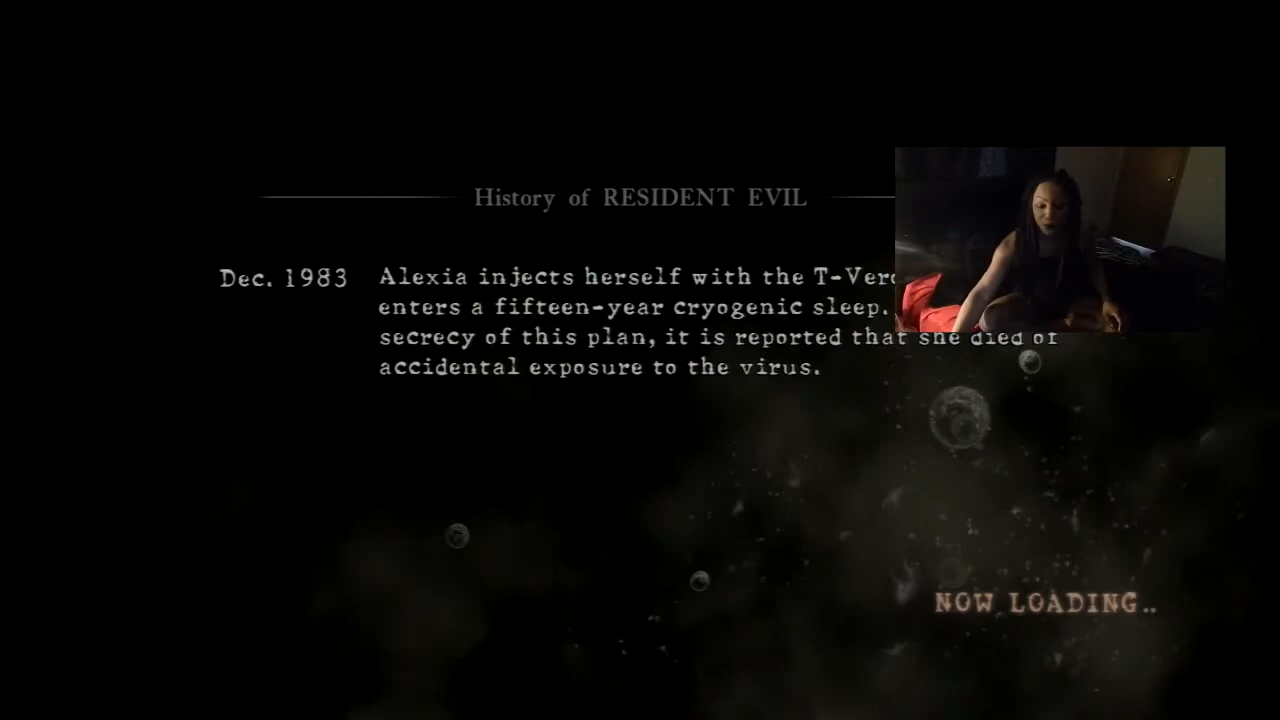 History of RESIDENT EVIL
Dec. 1983 Alexia injects herself with the T-Vero
enters a fifteen-year cryogenic sleep.
secrecy of this plan, it is reported that she died of
accidental exposure to the virus.
NOW LOADING..